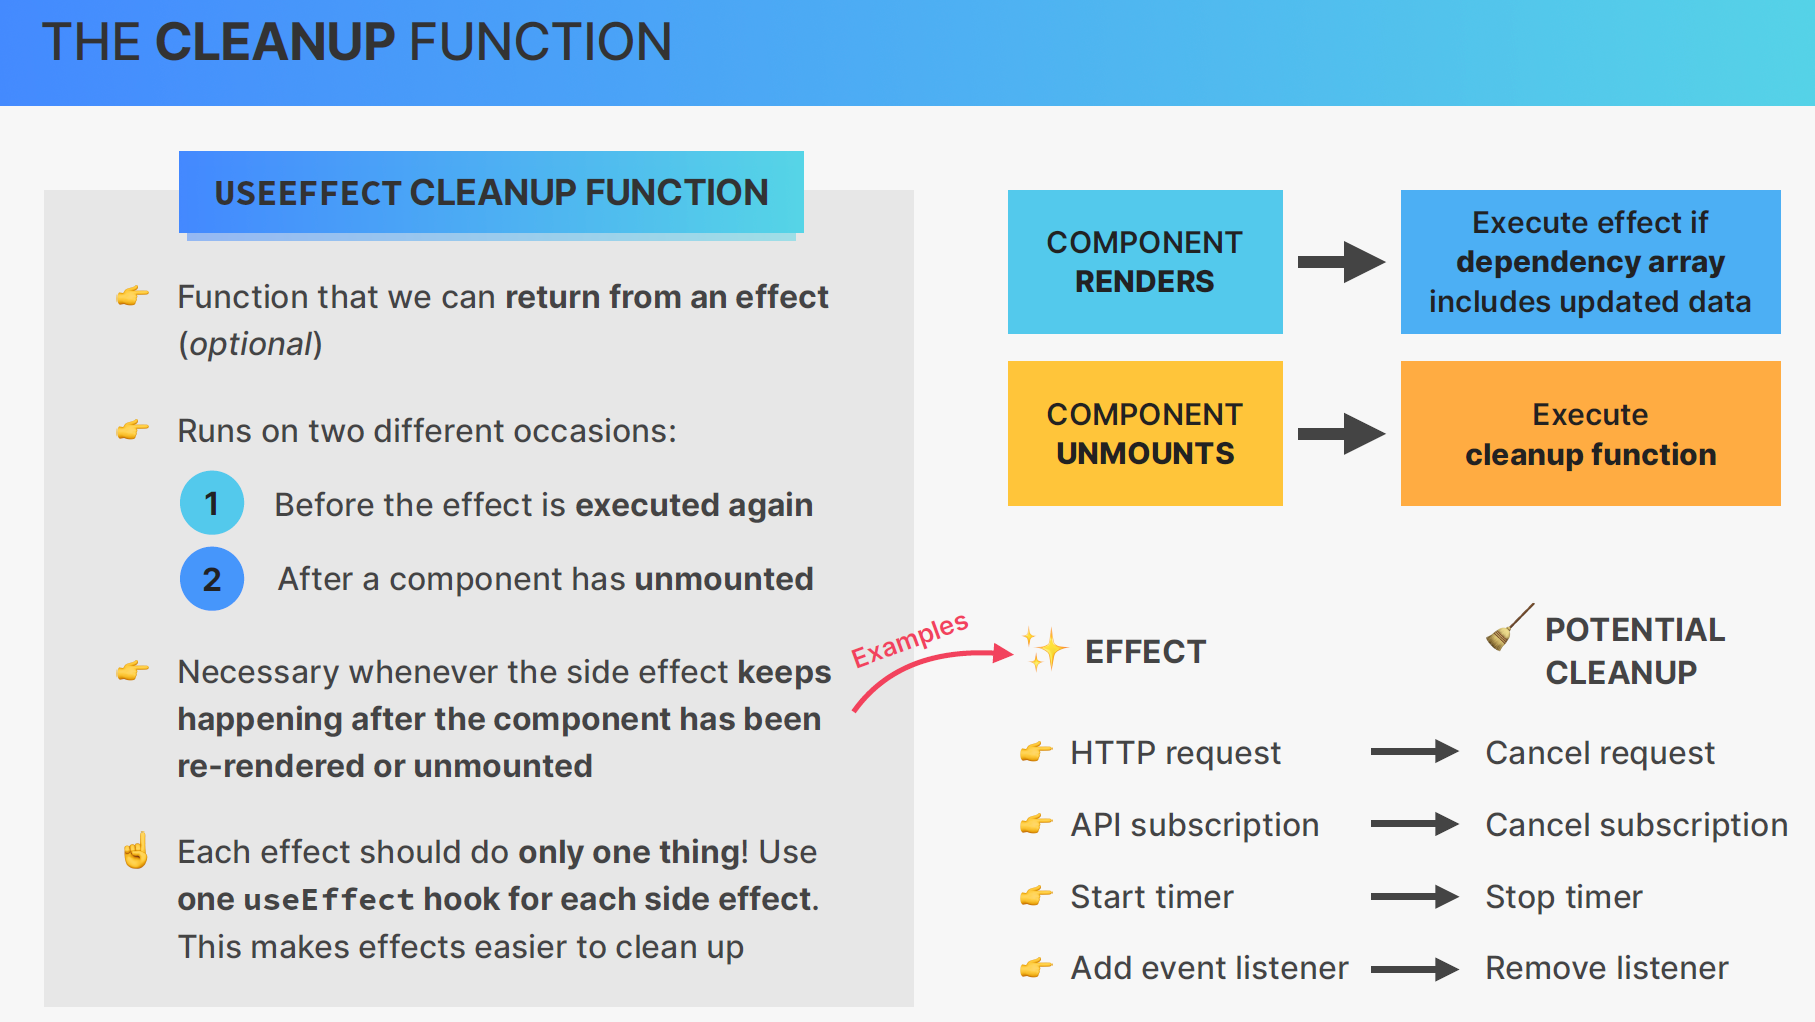 THE CLEANUP FUNCTION
USEEFFECT CLEANUP FUNCTION
Function that we can return from an effect
(optional)
Runs on two different occasions:
1 Before the effect is executed again
2 After a component has unmounted
Necessary whenever the side effect keeps
happening after the component has been
re-rendered or unmounted
Each effect should do only one thing! Use
one useEffect hook for each side effect.
This makes effects easier to clean up
COMPONENT
RENDERS
Execute effect if
dependency array
includes updated data
COMPONENT
UNMOUNTS
Execute
cleanup function
Examples
EFFECT
POTENTIAL
CLEANUP
HTTP request
Cancel request
API subscription
Cancel subscription
Start timer
Stop timer
Add event listener
Remove listener